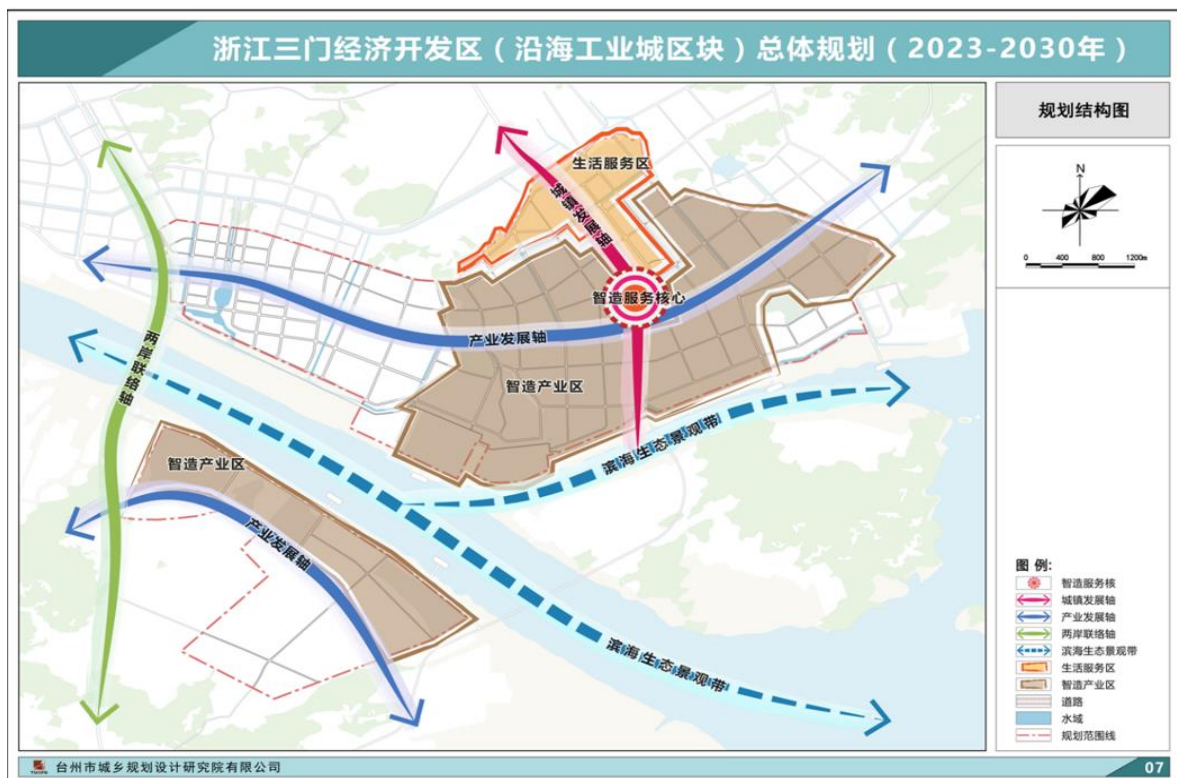 浙江三门经济开发区（沿海工业城区块）总体规划（2023-2030年）
规划结构图
N
0 400 800 1200m
生活服务区
城镇发展轴
智造服务核心
产业发展轴
两岸联络轴
智造产业区
滨海生态景观带
智造产业区
产业发展轴
滨海生态景观带
图 例:
智造服务核
城镇发展轴
产业发展轴
两岸联络轴
滨海生态景观带
生活服务区
智造产业区
道路
水域
规划范围线
台州市城乡规划设计研究院有限公司
07